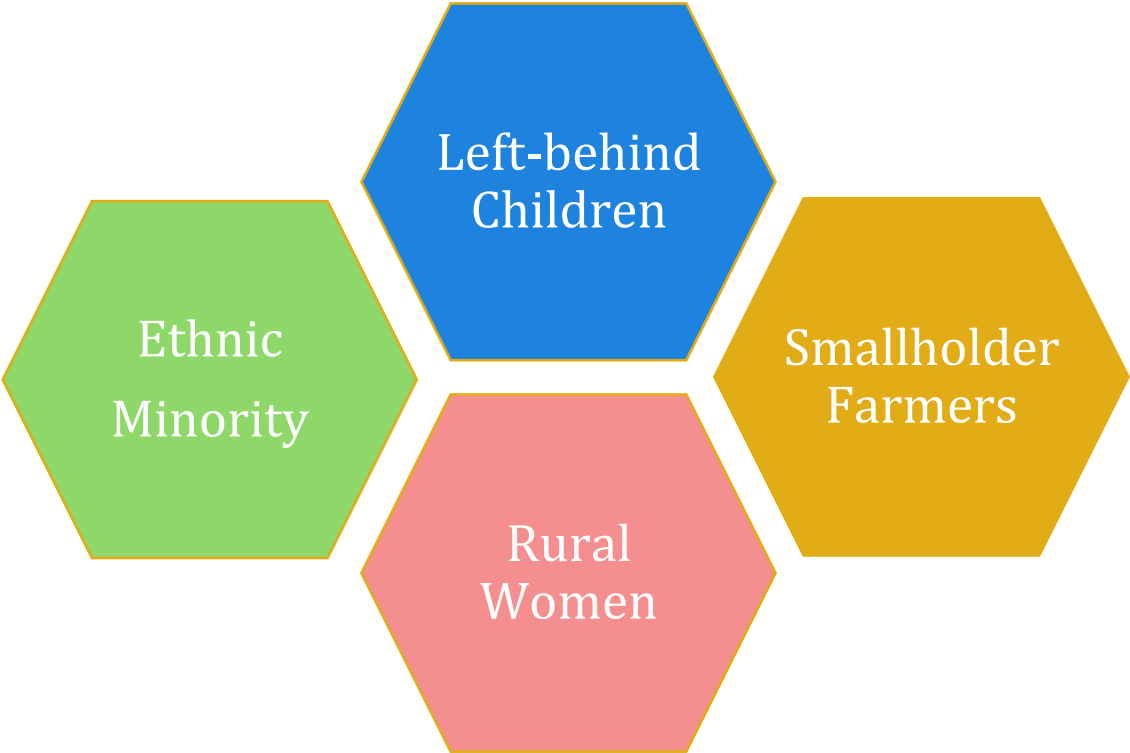 Left-behind
Children
Ethnic
Minority
Smallholder
Farmers
Rural
Women